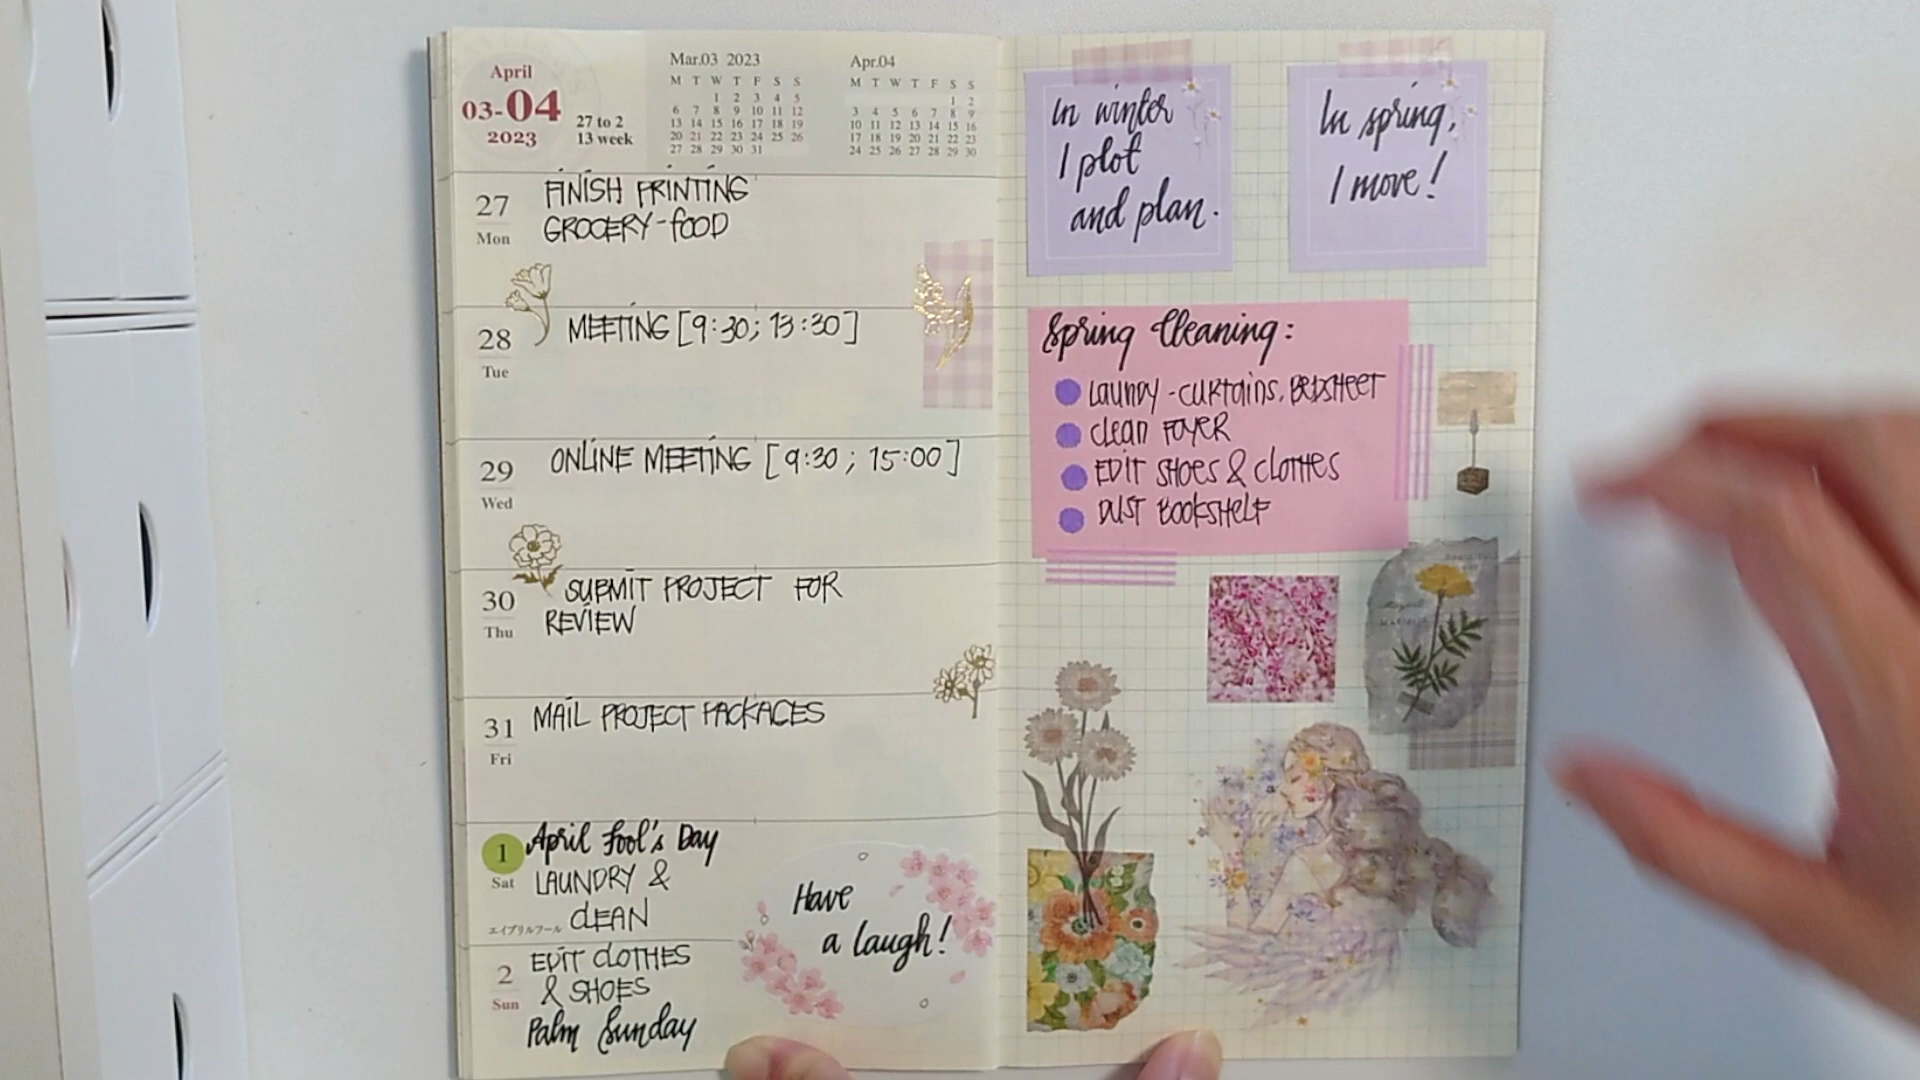 April
03-04
2023
27 to 2
13 week
Mar.03 2023
M T W T F S S
1 2 3 4 5
6 7 8 9 10 11 12
13 14 15 16 17 18 19
20 21 22 23 24 25 26
27 28 29 30 31
Apr.04
M T W T F S S
1 2
3 4 5 6 7 8 9
10 11 12 13 14 15 16
17 18 19 20 21 22 23
24 25 26 27 28 29 30
27
Mon
FINISH PRINTING
GROCERY-FOOD
28
Tue
MEETING [9:30; 13:30]
29
Wed
ONLINE MEETING [9:30; 15:00]
30
Thu
SUBMIT PROJECT FOR
REVIEW
31
Fri
MAIL PROJECT PACKAGES
1
Sat
エイプリルフール
April Fool's Day
LAUNDRY &
CLEAN
2
Sun
EDIT CLOTHES
& SHOES
Palm Sunday
Have
a laugh!
In winter
I plot
and plan.
In spring,
I move!
Spring Cleaning:
LAUNDRY - CURTAINS, BEDSHEET
CLEAN FOYER
EDIT SHOES & CLOTHES
DUST BOOKSHELF